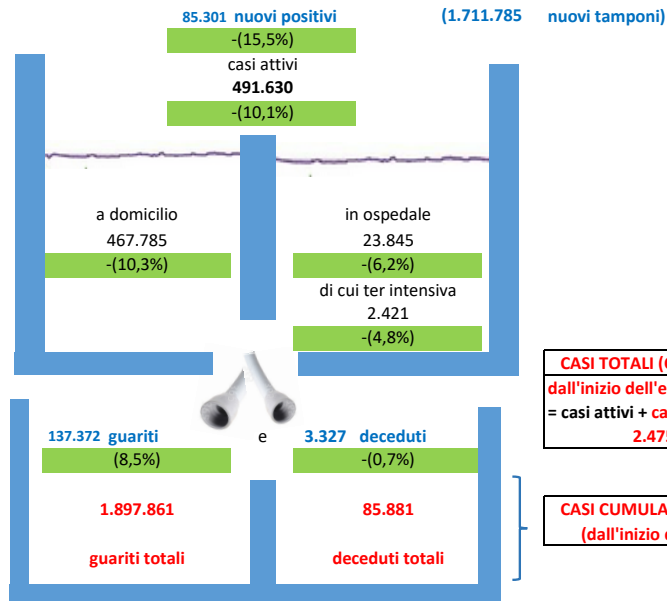 85.301 nuovi positivi (1.711.785 nuovi tamponi)
-(15,5%)
casi attivi
491.630
-(10,1%)
a domicilio in ospedale
467.785 23.845
-(10,3%) -(6,2%)
di cui ter intensiva
2.421
-(4,8%)
CASI TOTALI (
dall'inizio dell'e
= casi attivi + ca
2.475
137.372 guariti e 3.327 deceduti
(8,5%) -(0,7%)
1.897.861 85.881
CASI CUMULA
(dall'inizio
guariti totali deceduti totali